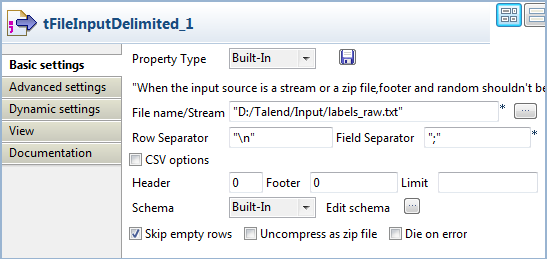 tFileInputDelimited_1
Basic settings
Advanced settings
Dynamic settings
View
Documentation
Property Type Built-In
"When the input source is a stream or a zip file,footer and random shouldn't be
File name/Stream "D:/Talend/Input/labels_raw.txt" * ...
Row Separator "\n" Field Separator ";" *
CSV options
Header 0 Footer 0 Limit
Schema Built-In Edit schema ...
Skip empty rows Uncompress as zip file Die on error